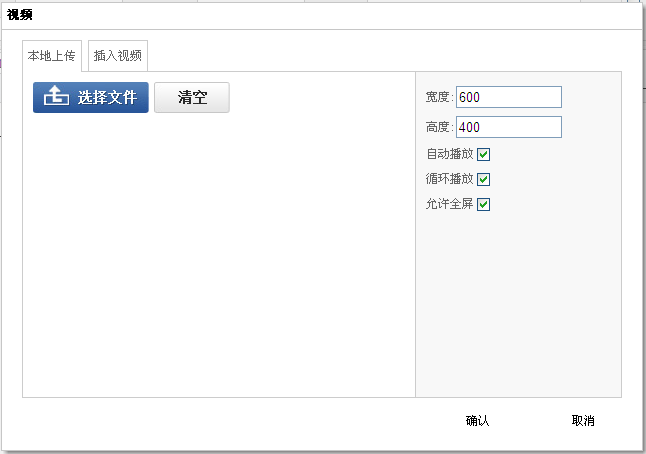 视频
本地上传 插入视频
选择文件 清空
宽度: 600
高度: 400
自动播放
循环播放
允许全屏
确认 取消